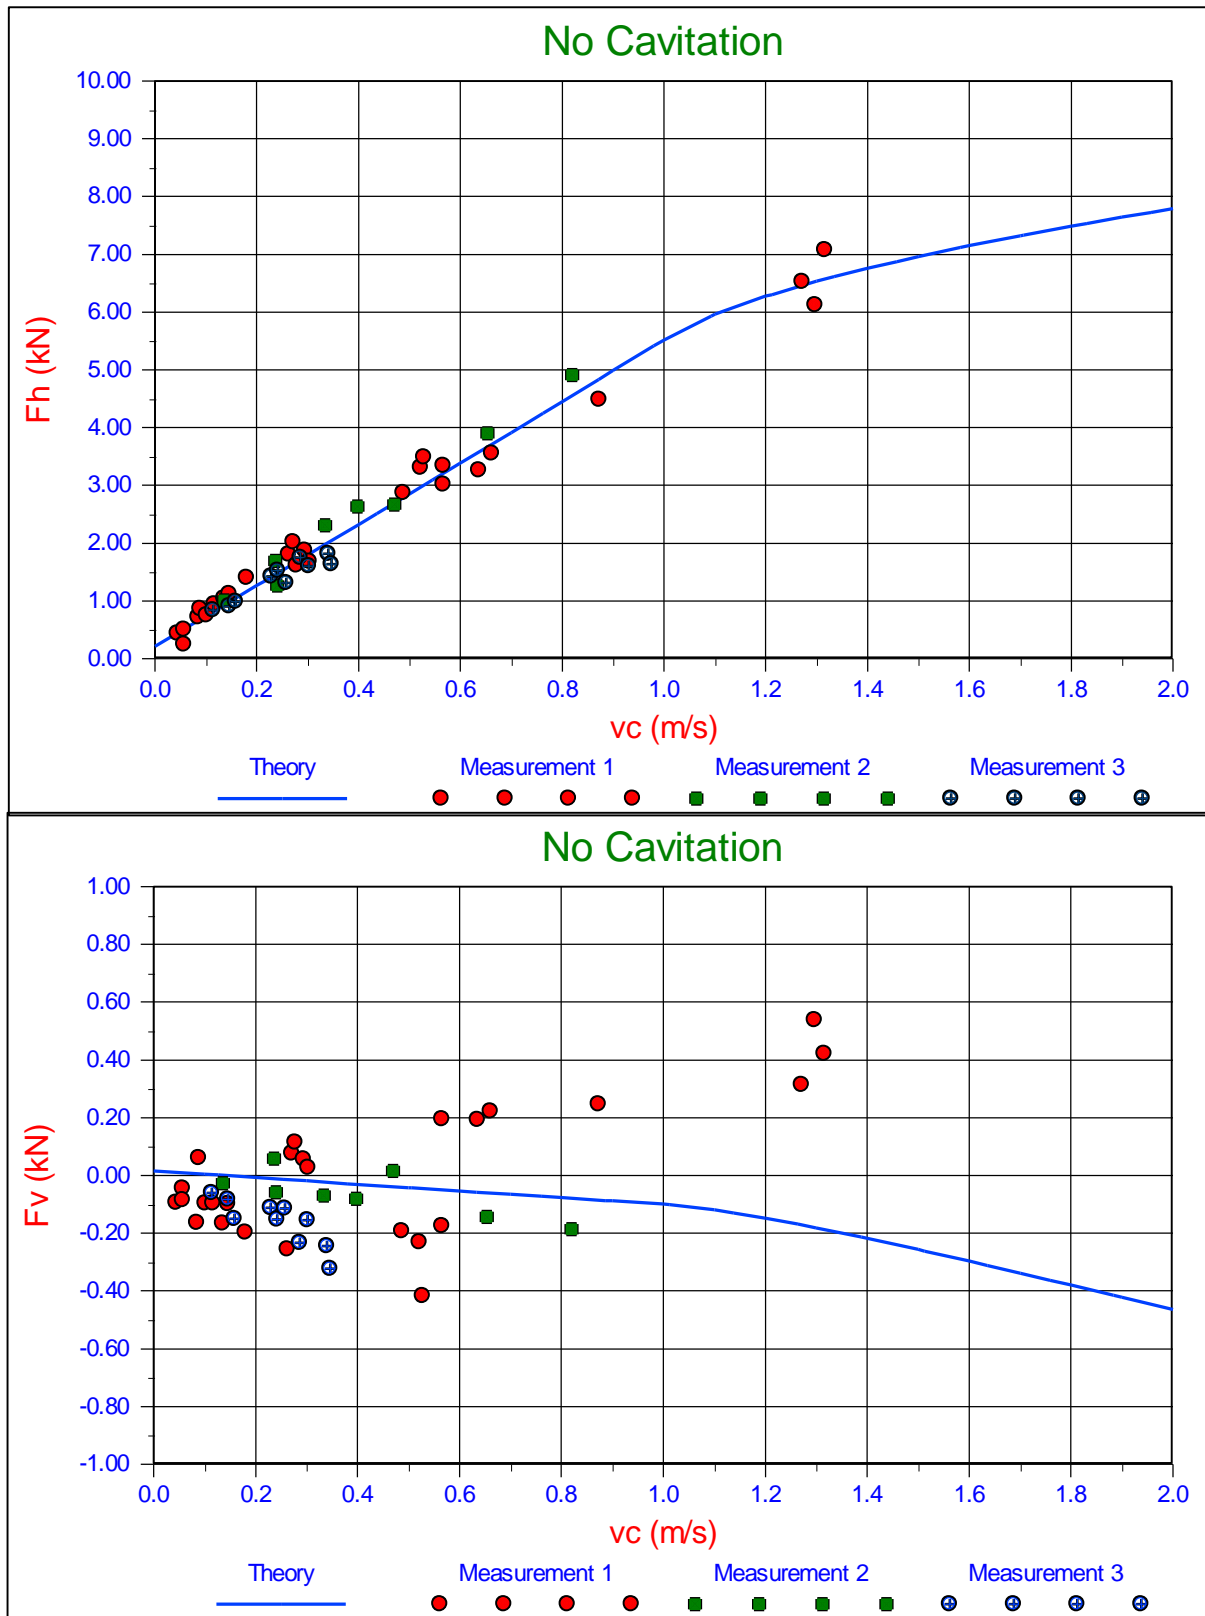 No Cavitation
10.00
9.00
8.00
7.00
6.00
5.00
4.00
3.00
2.00
1.00
0.00
Fh (kN)
0.0 0.2 0.4 0.6 0.8 1.0 1.2 1.4 1.6 1.8 2.0
vc (m/s)
Theory Measurement 1 Measurement 2 Measurement 3
No Cavitation
1.00
0.80
0.60
0.40
0.20
0.00
-0.20
-0.40
-0.60
-0.80
-1.00
Fv (kN)
0.0 0.2 0.4 0.6 0.8 1.0 1.2 1.4 1.6 1.8 2.0
vc (m/s)
Theory Measurement 1 Measurement 2 Measurement 3